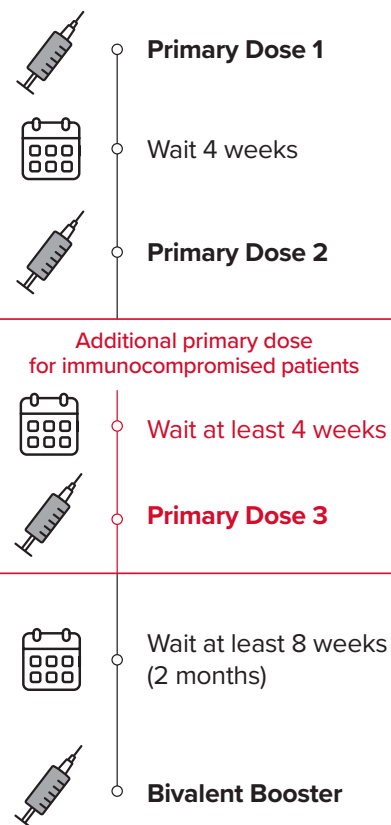 Primary Dose 1
Wait 4 weeks
Primary Dose 2
Additional primary dose
for immunocompromised patients
Wait at least 4 weeks
Primary Dose 3
Wait at least 8 weeks
(2 months)
Bivalent Booster